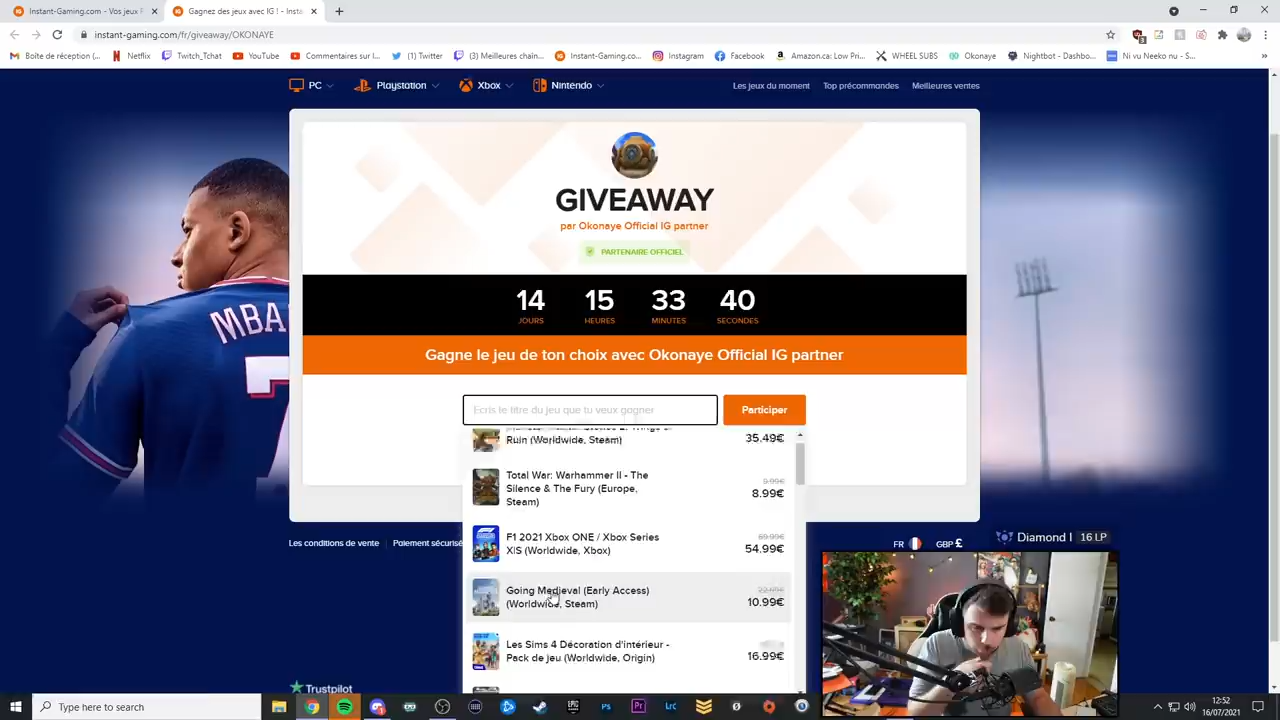 Instant-Gaming.com - Vos jeux P
Gagnez des jeux avec IG ! - Insta
instant-gaming.com/fr/giveaway/OKONAYE
Boîte de réception (...
Netflix
Twitch_Tchat
YouTube
Commentaires sur l...
(1) Twitter
(3) Meilleures chaîn...
Instant-Gaming.co...
Instagram
Facebook
Amazon.ca: Low Pri...
WHEEL SUBS
Okonaye
Nightbot - Dashbo...
Ni vu Neeko nu - S...
PC
Playstation
Xbox
Nintendo
Les jeux du moment
Top précommandes
Meilleures ventes
GIVEAWAY
par Okonaye Official IG partner
PARTENAIRE OFFICIEL
14 15 33 40
JOURS HEURES MINUTES SECONDES
Gagne le jeu de ton choix avec Okonaye Official IG partner
Ecris le titre du jeu que tu veux gagner
Participer
Ruin (Worldwide, Steam)
35.49€
Total War: Warhammer II - The
Silence & The Fury (Europe,
Steam)
9.99€
8.99€
F1 2021 Xbox ONE / Xbox Series
X|S (Worldwide, Xbox)
69.99€
54.99€
Going Medieval (Early Access)
(Worldwide, Steam)
10.99€
Les Sims 4 Décoration d'intérieur -
Pack de jeu (Worldwide, Origin)
16.99€
Les conditions de vente
Paiement sécurisé
FR
GBP £
Diamond I 16 LP
MBA
Trustpilot
Type here to search
12:52
16/07/2021